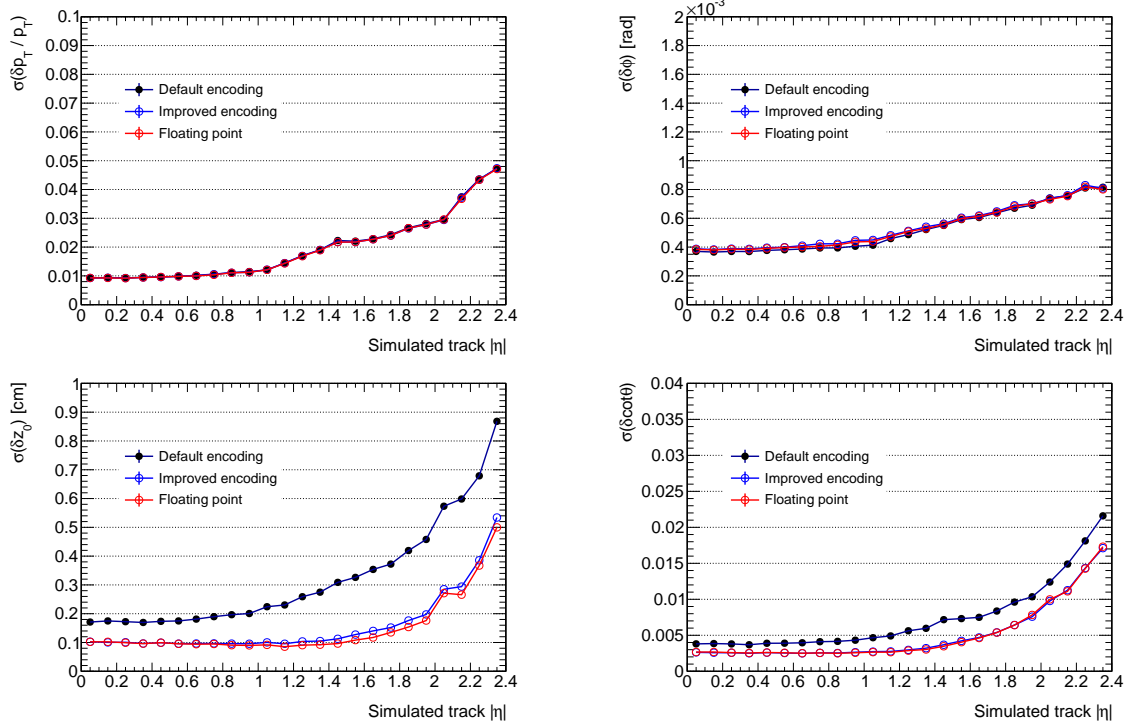 σ(δp_T / p_T)
0.1
0.09
0.08
0.07
0.06
0.05
0.04
0.03
0.02
0.01
0
Default encoding
Improved encoding
Floating point
0 0.2 0.4 0.6 0.8 1 1.2 1.4 1.6 1.8 2 2.2 2.4
Simulated track |η|
σ(δφ) [rad]
×10⁻³
2
1.8
1.6
1.4
1.2
1
0.8
0.6
0.4
0.2
0
Default encoding
Improved encoding
Floating point
0 0.2 0.4 0.6 0.8 1 1.2 1.4 1.6 1.8 2 2.2 2.4
Simulated track |η|
σ(δz_0) [cm]
1
0.9
0.8
0.7
0.6
0.5
0.4
0.3
0.2
0.1
0
Default encoding
Improved encoding
Floating point
0 0.2 0.4 0.6 0.8 1 1.2 1.4 1.6 1.8 2 2.2 2.4
Simulated track |η|
σ(δcotθ)
0.04
0.035
0.03
0.025
0.02
0.015
0.01
0.005
0
Default encoding
Improved encoding
Floating point
0 0.2 0.4 0.6 0.8 1 1.2 1.4 1.6 1.8 2 2.2 2.4
Simulated track |η|